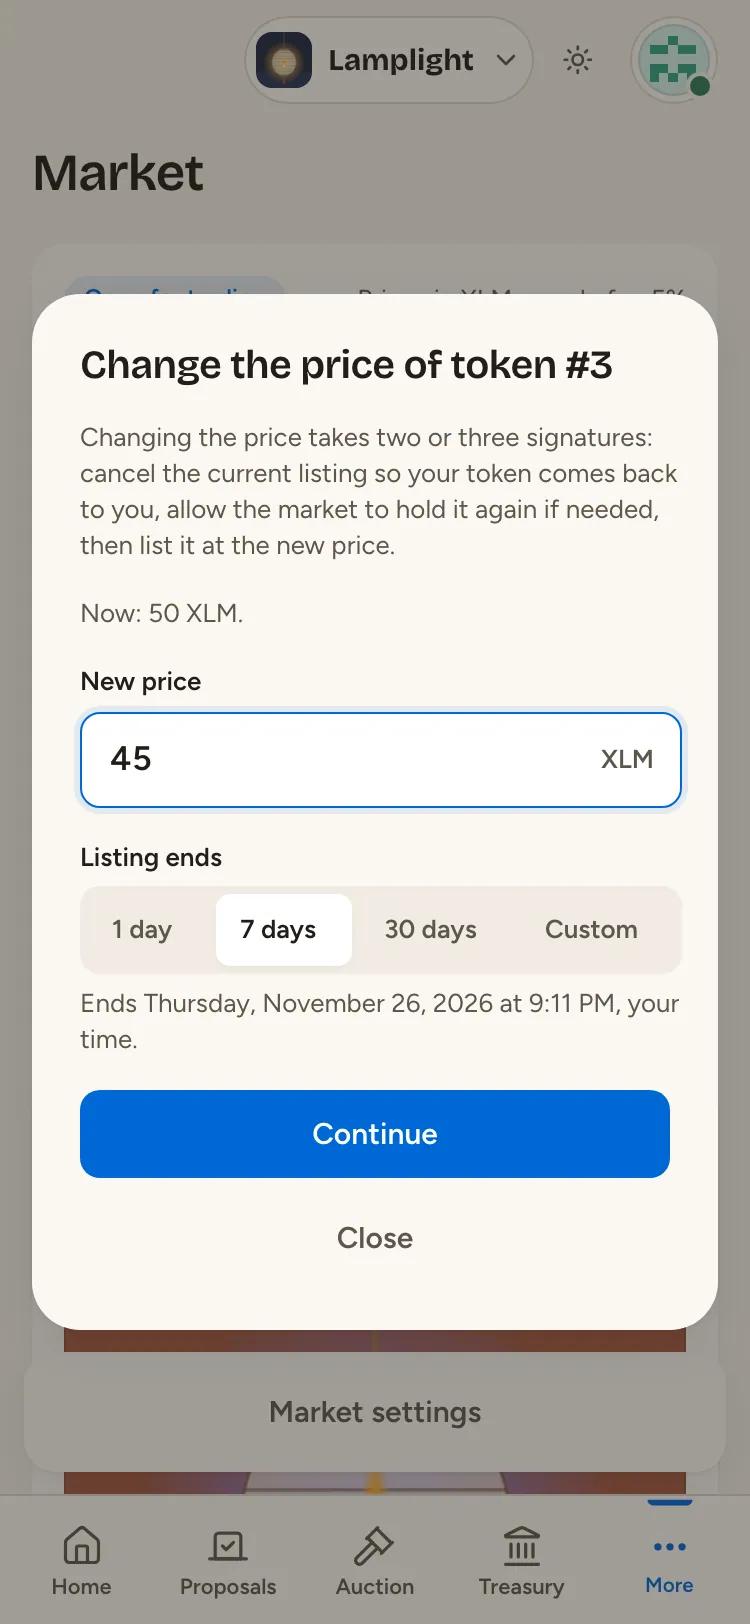 Lamplight
Market
Change the price of token #3
Changing the price takes two or three signatures:
cancel the current listing so your token comes back
to you, allow the market to hold it again if needed,
then list it at the new price.
Now: 50 XLM.
New price
45 XLM
Listing ends
1 day 7 days 30 days Custom
Ends Thursday, November 26, 2026 at 9:11 PM, your
time.
Continue
Close
Market settings
Home Proposals Auction Treasury More